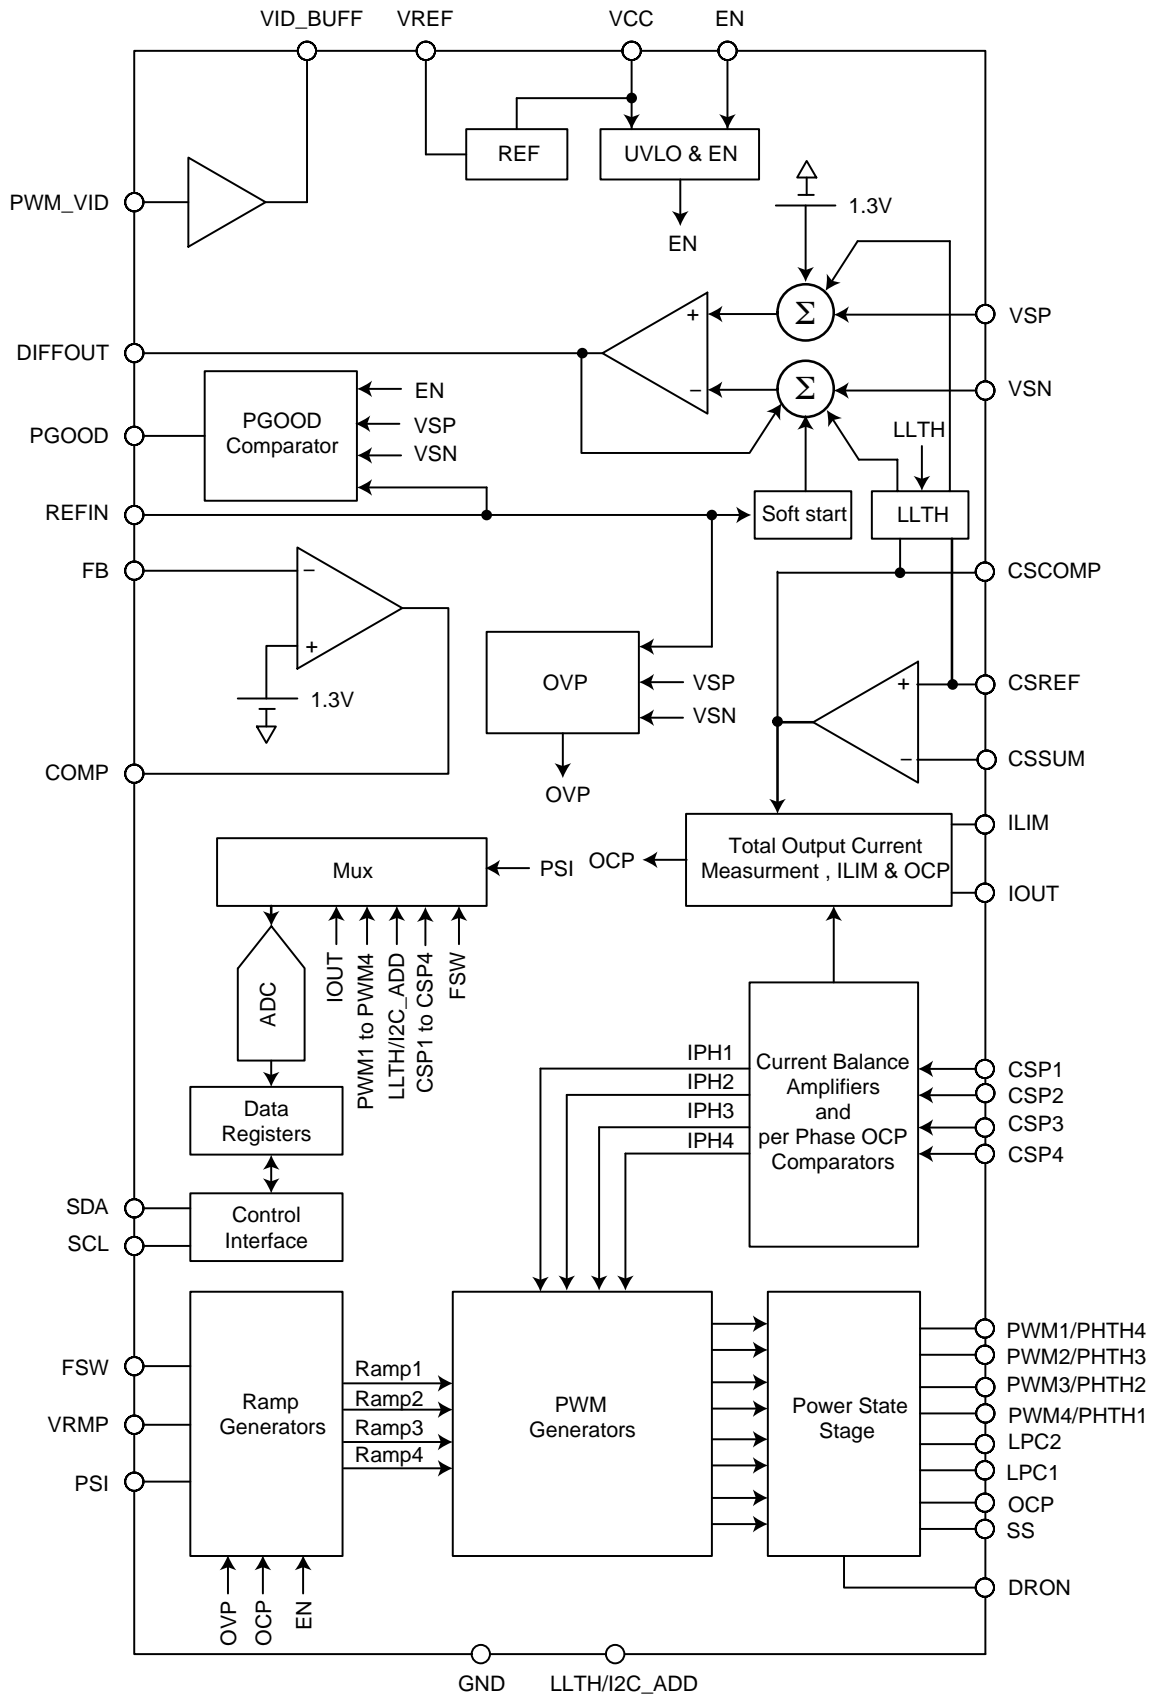 VID_BUFF VREF VCC EN
REF
UVLO & EN
PWM_VID
1.3V
EN
Σ
VSP
+
DIFFOUT
−
Σ
VSN
EN
PGOOD
Comparator
VSP
PGOOD
VSN
LLTH
REFIN
Soft start
LLTH
FB
−
CSCOMP
+
1.3V
OVP
VSP
VSN
+
CSREF
−
CSSUM
COMP
OVP
ILIM
Total Output Current
Measurment , ILIM & OCP
OCP
IOUT
Mux
PSI
IOUT
PWM1 to PWM4
LLTH/I2C_ADD
CSP1 to CSP4
FSW
ADC
IPH1
IPH2
IPH3
IPH4
Current Balance
Amplifiers
and
per Phase OCP
Comparators
CSP1
CSP2
CSP3
CSP4
Data
Registers
SDA
SCL
Control
Interface
FSW
VRMP
PSI
Ramp
Generators
Ramp1
Ramp2
Ramp3
Ramp4
PWM
Generators
Power State
Stage
PWM1/PHTH4
PWM2/PHTH3
PWM3/PHTH2
PWM4/PHTH1
LPC2
LPC1
OCP
SS
DRON
OVP
OCP
EN
GND
LLTH/I2C_ADD